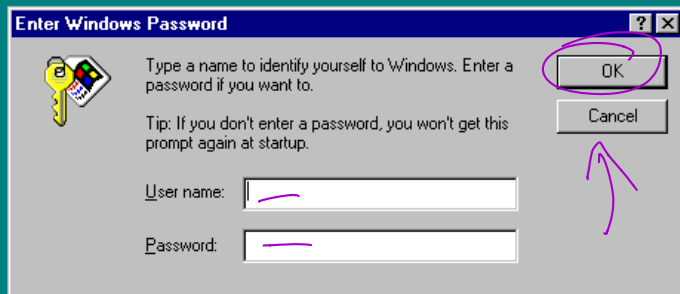 Enter Windows Password
Type a name to identify yourself to Windows. Enter a
password if you want to.
OK
Cancel
Tip: If you don't enter a password, you won't get this
prompt again at startup.
User name:
Password: